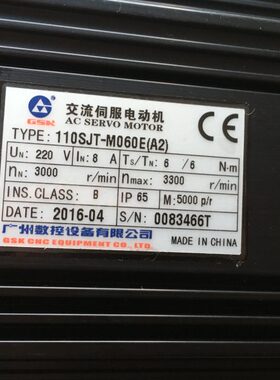 交流伺服电动机
GSK AC SERVO MOTOR
TYPE: 110SJT-M060E(A2)
UN: 220 V IN: 8 A TS/TN: 6 /6 N·m
nN: 3000 r/min nmax: 3300 r/min
INS. CLASS: B IP 65 M:5000 p/r
DATE: 2016-04 S/N: 0083466T
广州数控设备有限公司 MADE IN CHINA
GSK CNC EQUIPMENT CO.,LTD